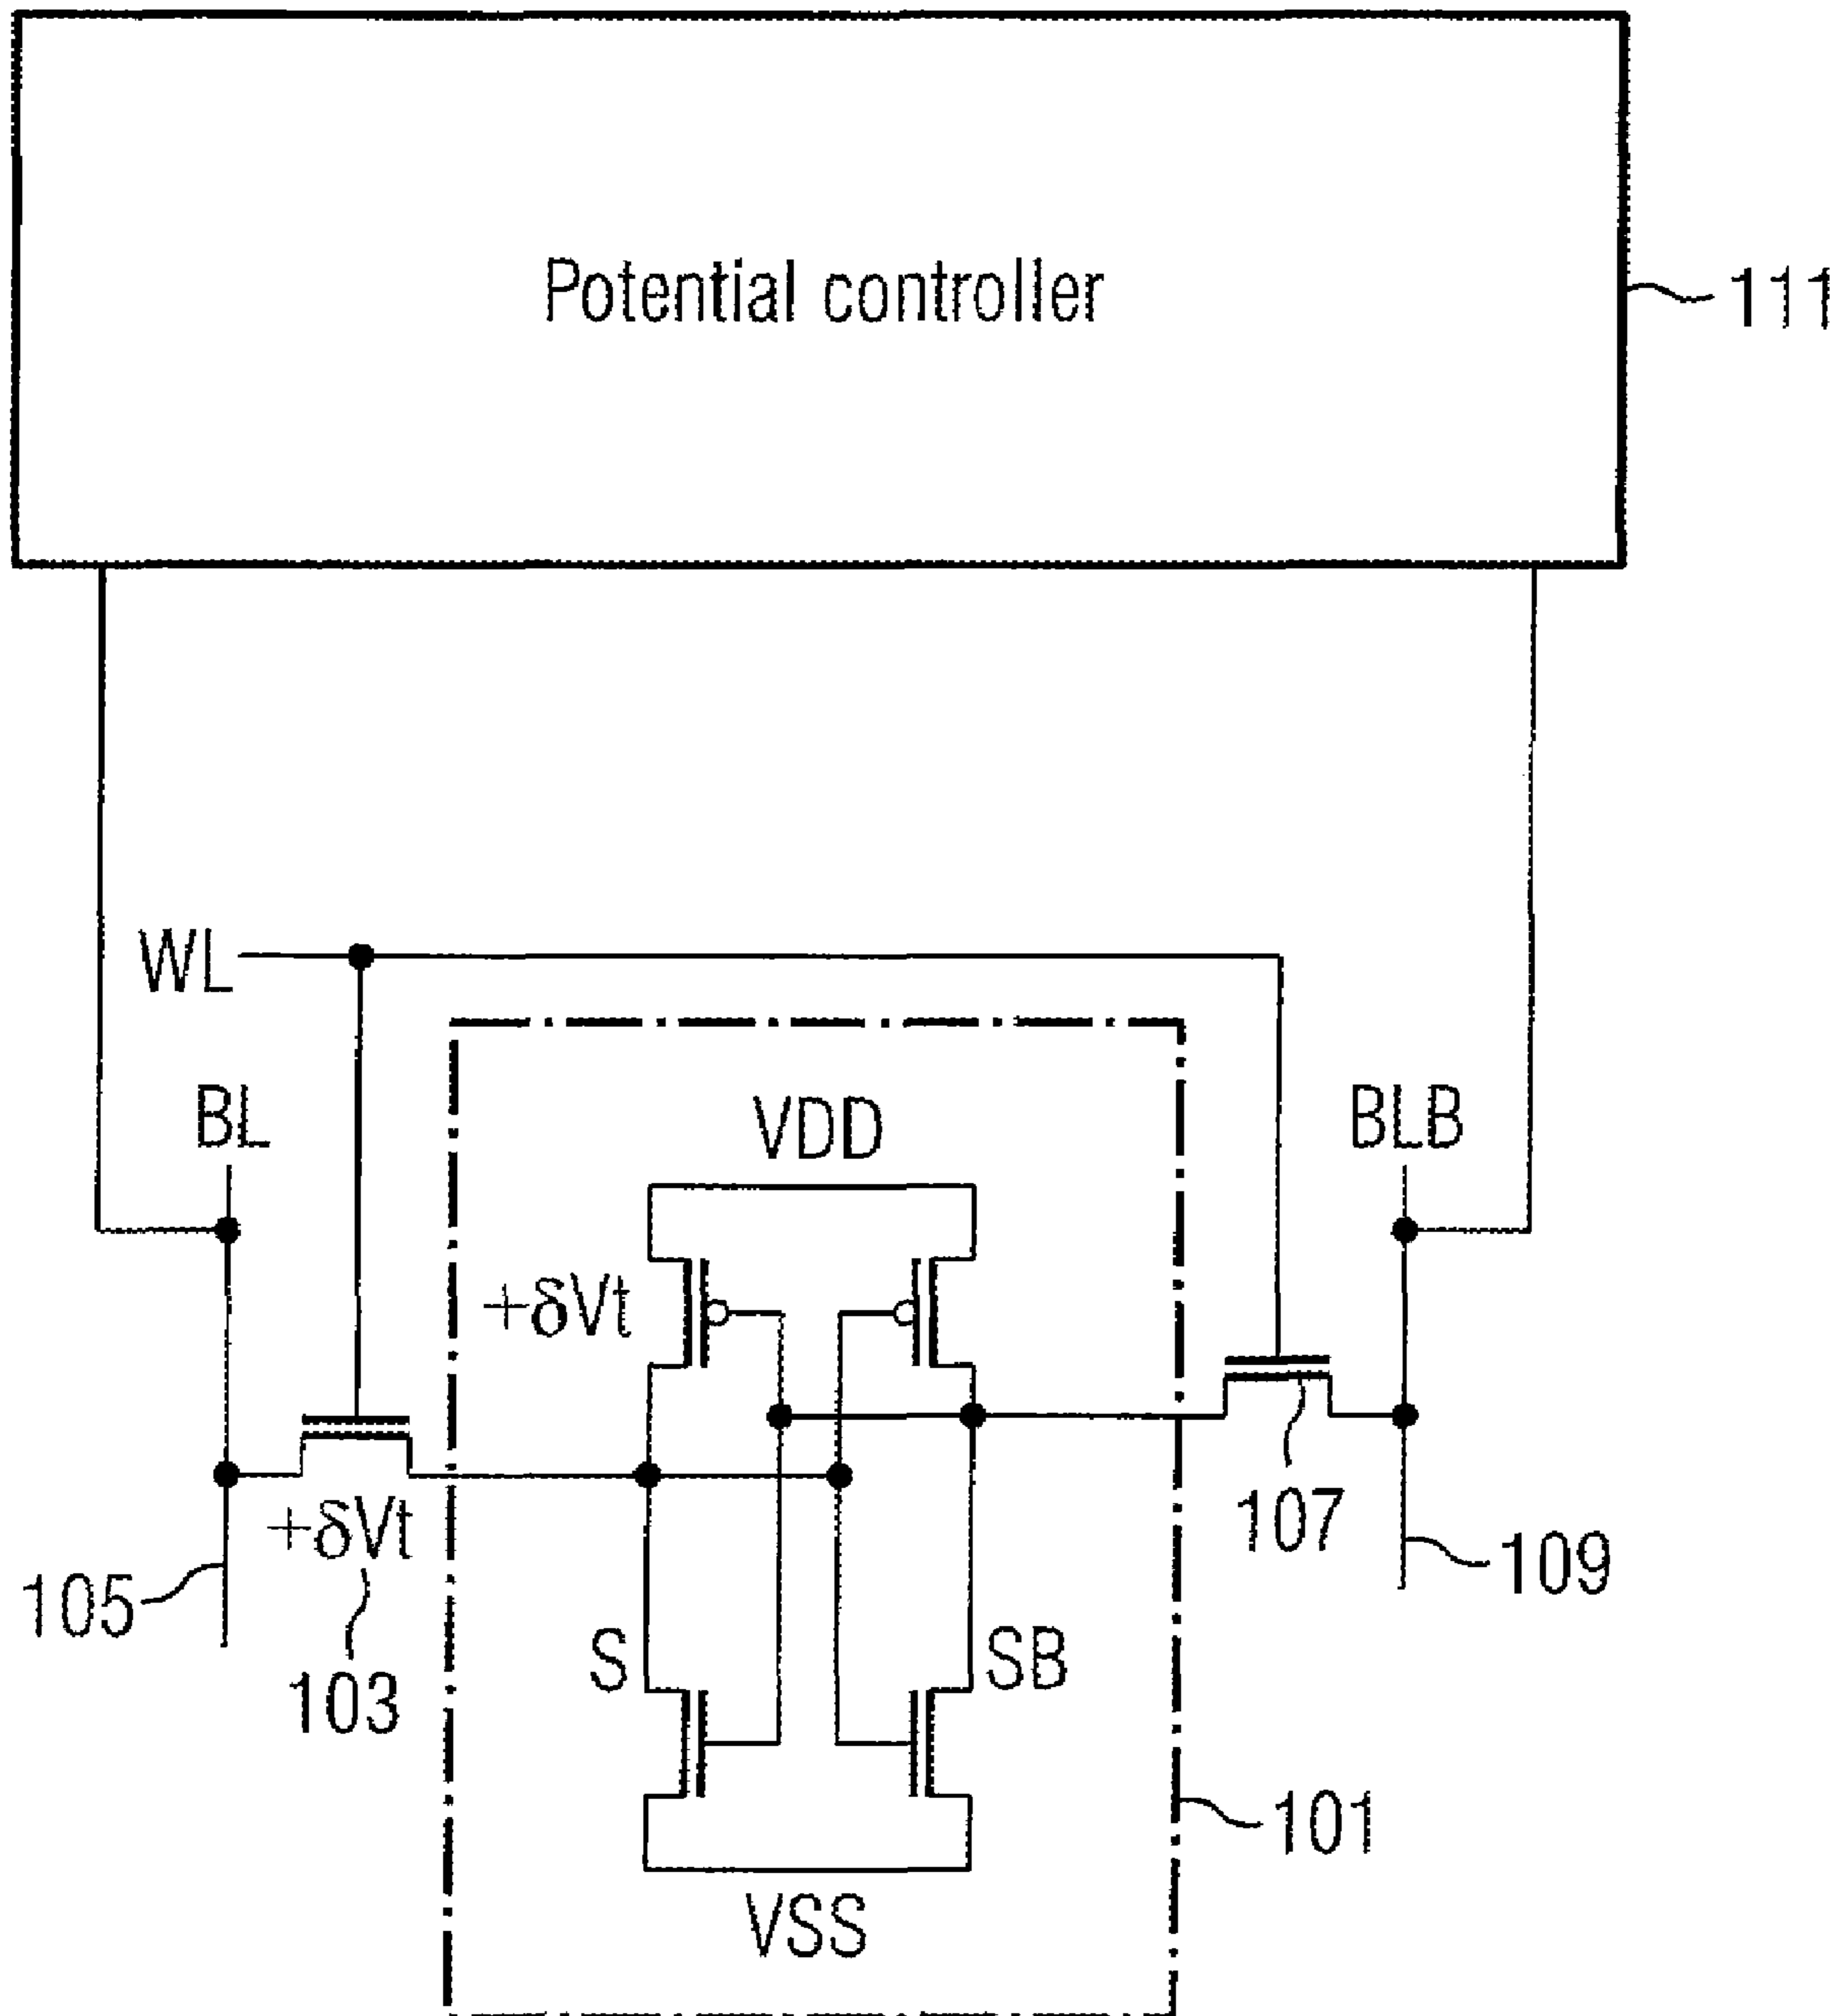 Potential controller
111
WL
BL
BLB
VDD
+δVt
+δVt
107
109
105
103
S
SB
101
VSS